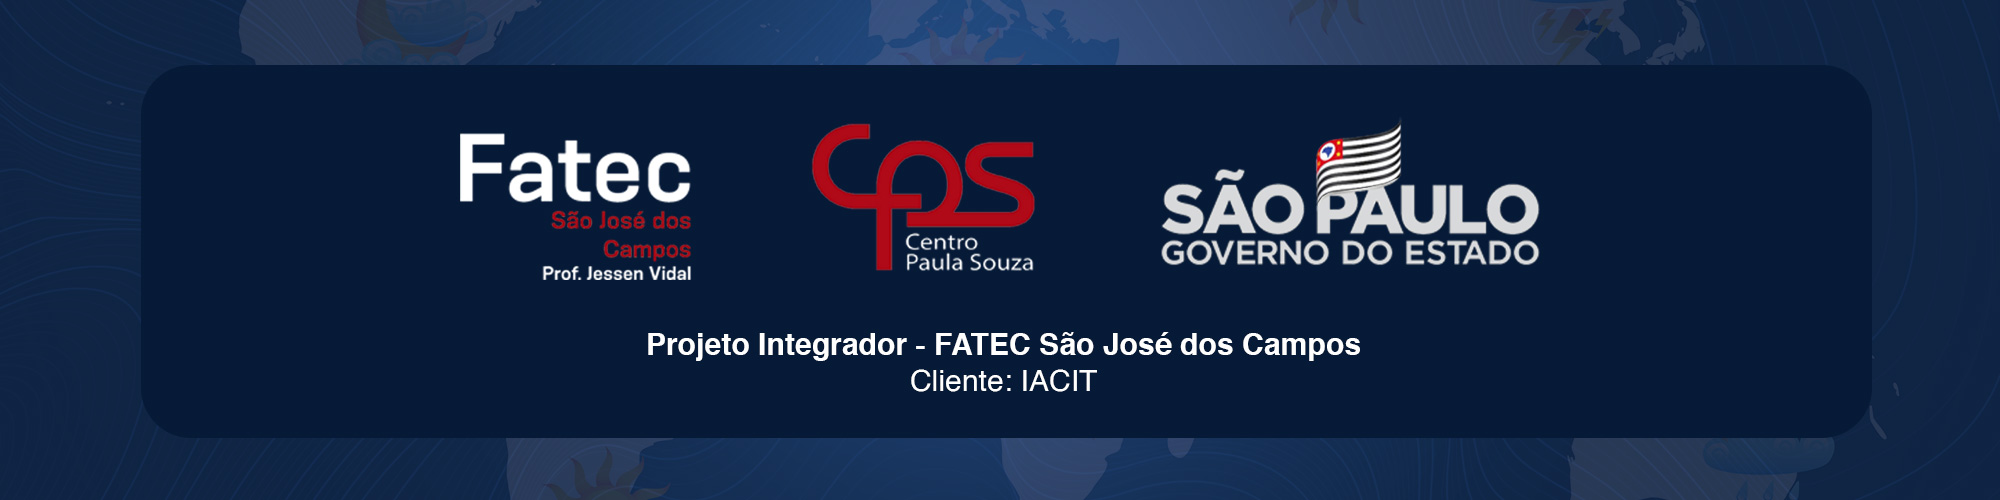 Fatec
São José dos
Campos
Prof. Jessen Vidal
CPS
Centro
Paula Souza
SÃO PAULO
GOVERNO DO ESTADO
Projeto Integrador - FATEC São José dos Campos
Cliente: IACIT